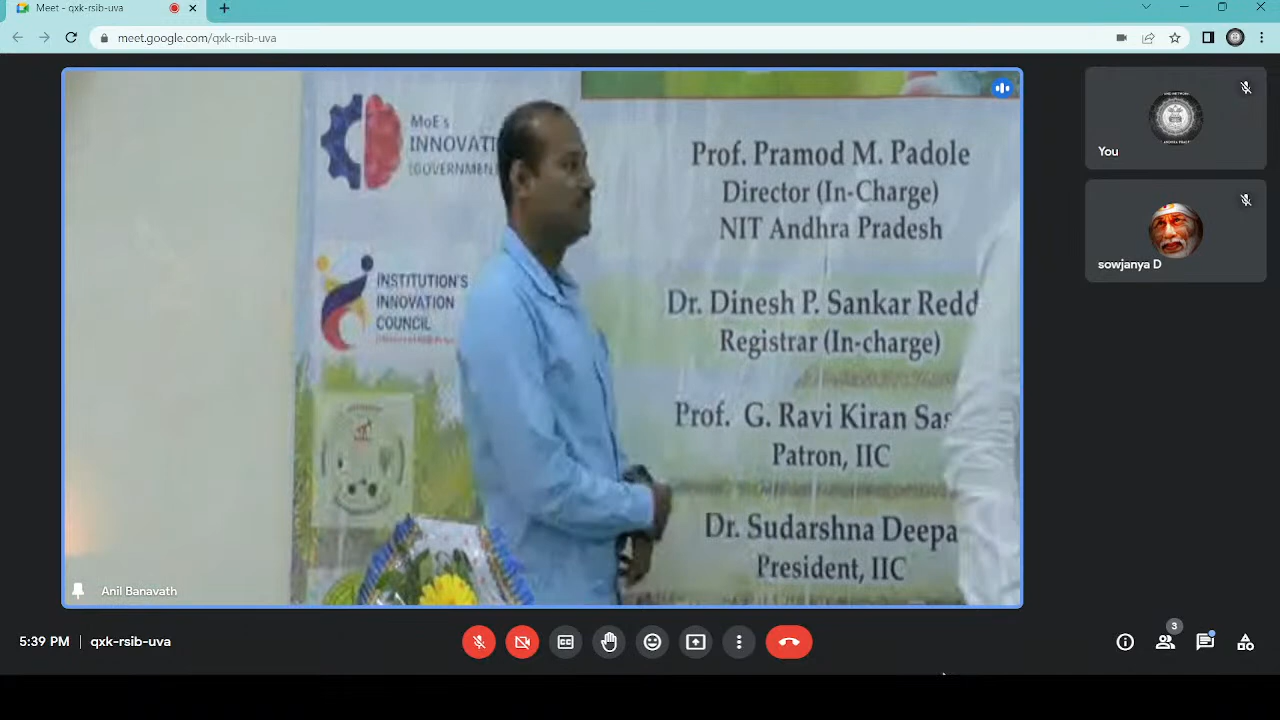 Meet - qxk-rsib-uva
meet.google.com/qxk-rsib-uva
MoE's
INNOVATI
(GOVERNMEN
INSTITUTION'S
INNOVATION
COUNCIL
Prof. Pramod M. Padole
Director (In-Charge)
NIT Andhra Pradesh
Dr. Dinesh P. Sankar Redd
Registrar (In-charge)
Prof. G. Ravi Kiran Sas
Patron, IIC
Dr. Sudarshna Deepa
President, IIC
Anil Banavath
You
sowjanya D
5:39 PM
qxk-rsib-uva
3